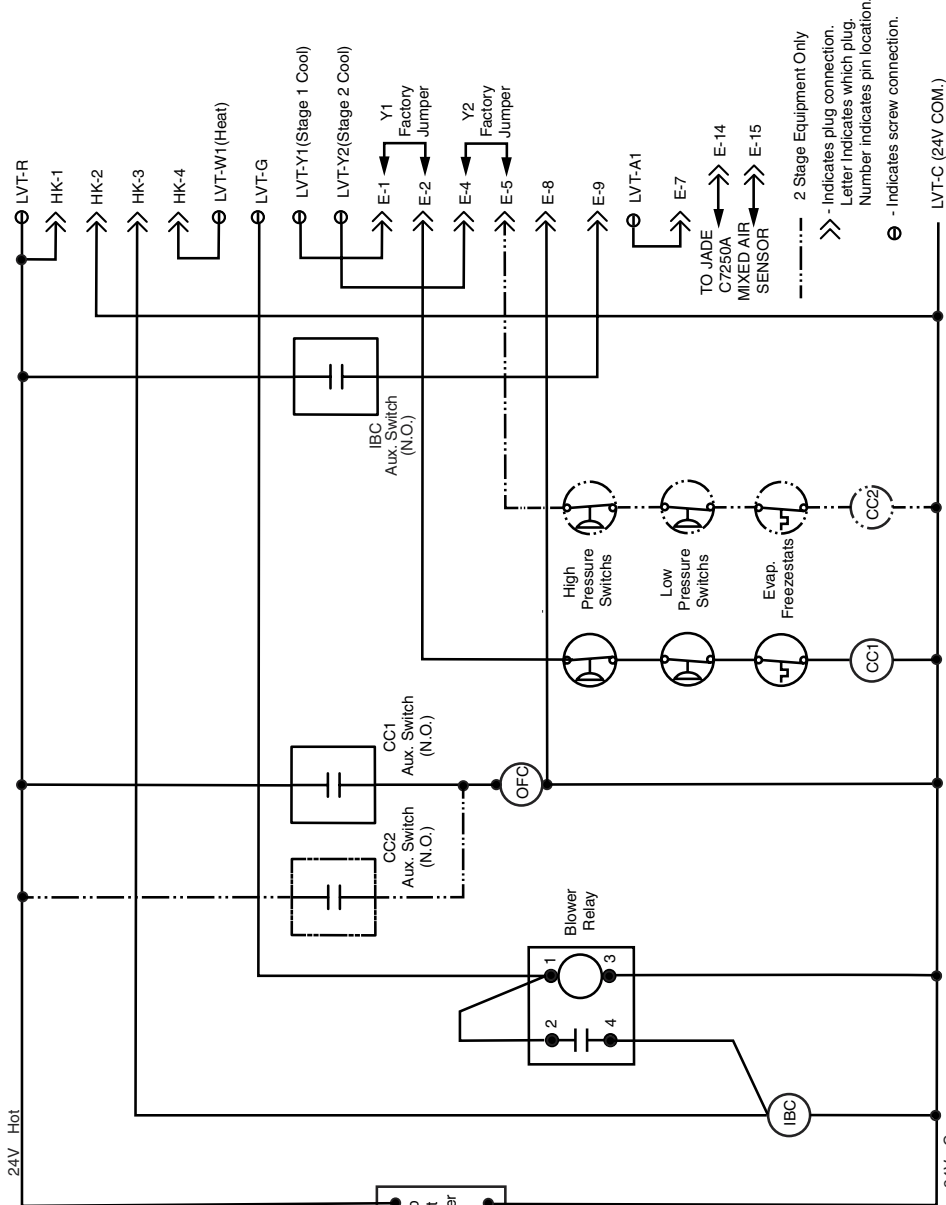 24V Hot
LVT-R
HK-1
HK-2
HK-3
HK-4
LVT-W1(Heat)
LVT-G
LVT-Y1(Stage 1 Cool)
LVT-Y2(Stage 2 Cool)
E-1
E-2
E-4
E-5
E-8
E-9
LVT-A1
E-7
Y1
Factory
Jumper
Y2
Factory
Jumper
TO JADE
C7250A
MIXED AIR
SENSOR
E-14
E-15
2 Stage Equipment Only
- Indicates plug connection.
Letter Indicates which plug.
Number indicates pin location.
- Indicates screw connection.
LVT-C (24V COM.)
IBC
Aux. Switch
(N.O.)
CC1
Aux. Switch
(N.O.)
CC2
Aux. Switch
(N.O.)
OFC
High
Pressure
Switchs
Low
Pressure
Switchs
Evap.
Freezestats
CC1
CC2
Blower
Relay
1
2
3
4
IBC